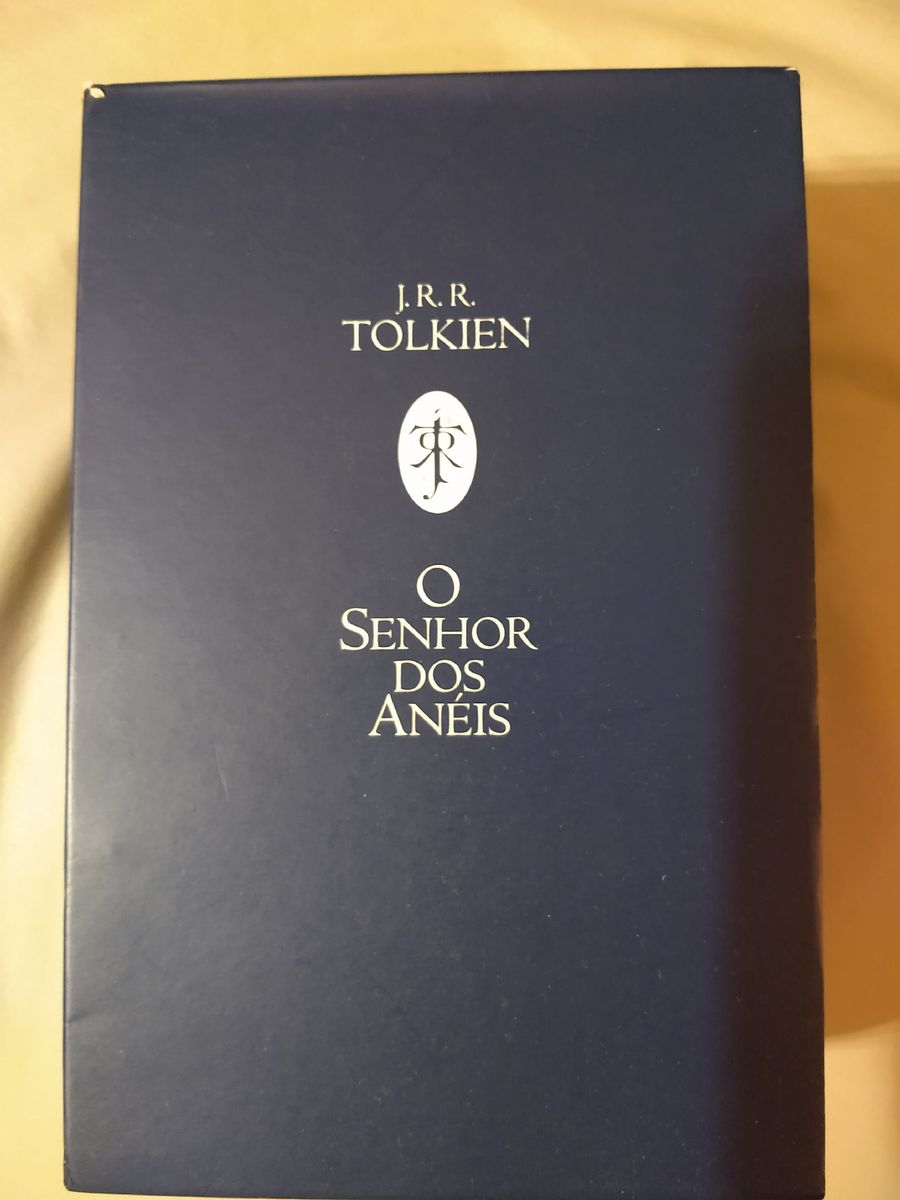 J. R. R.
TOLKIEN
O
SENHOR
DOS
ANÉIS